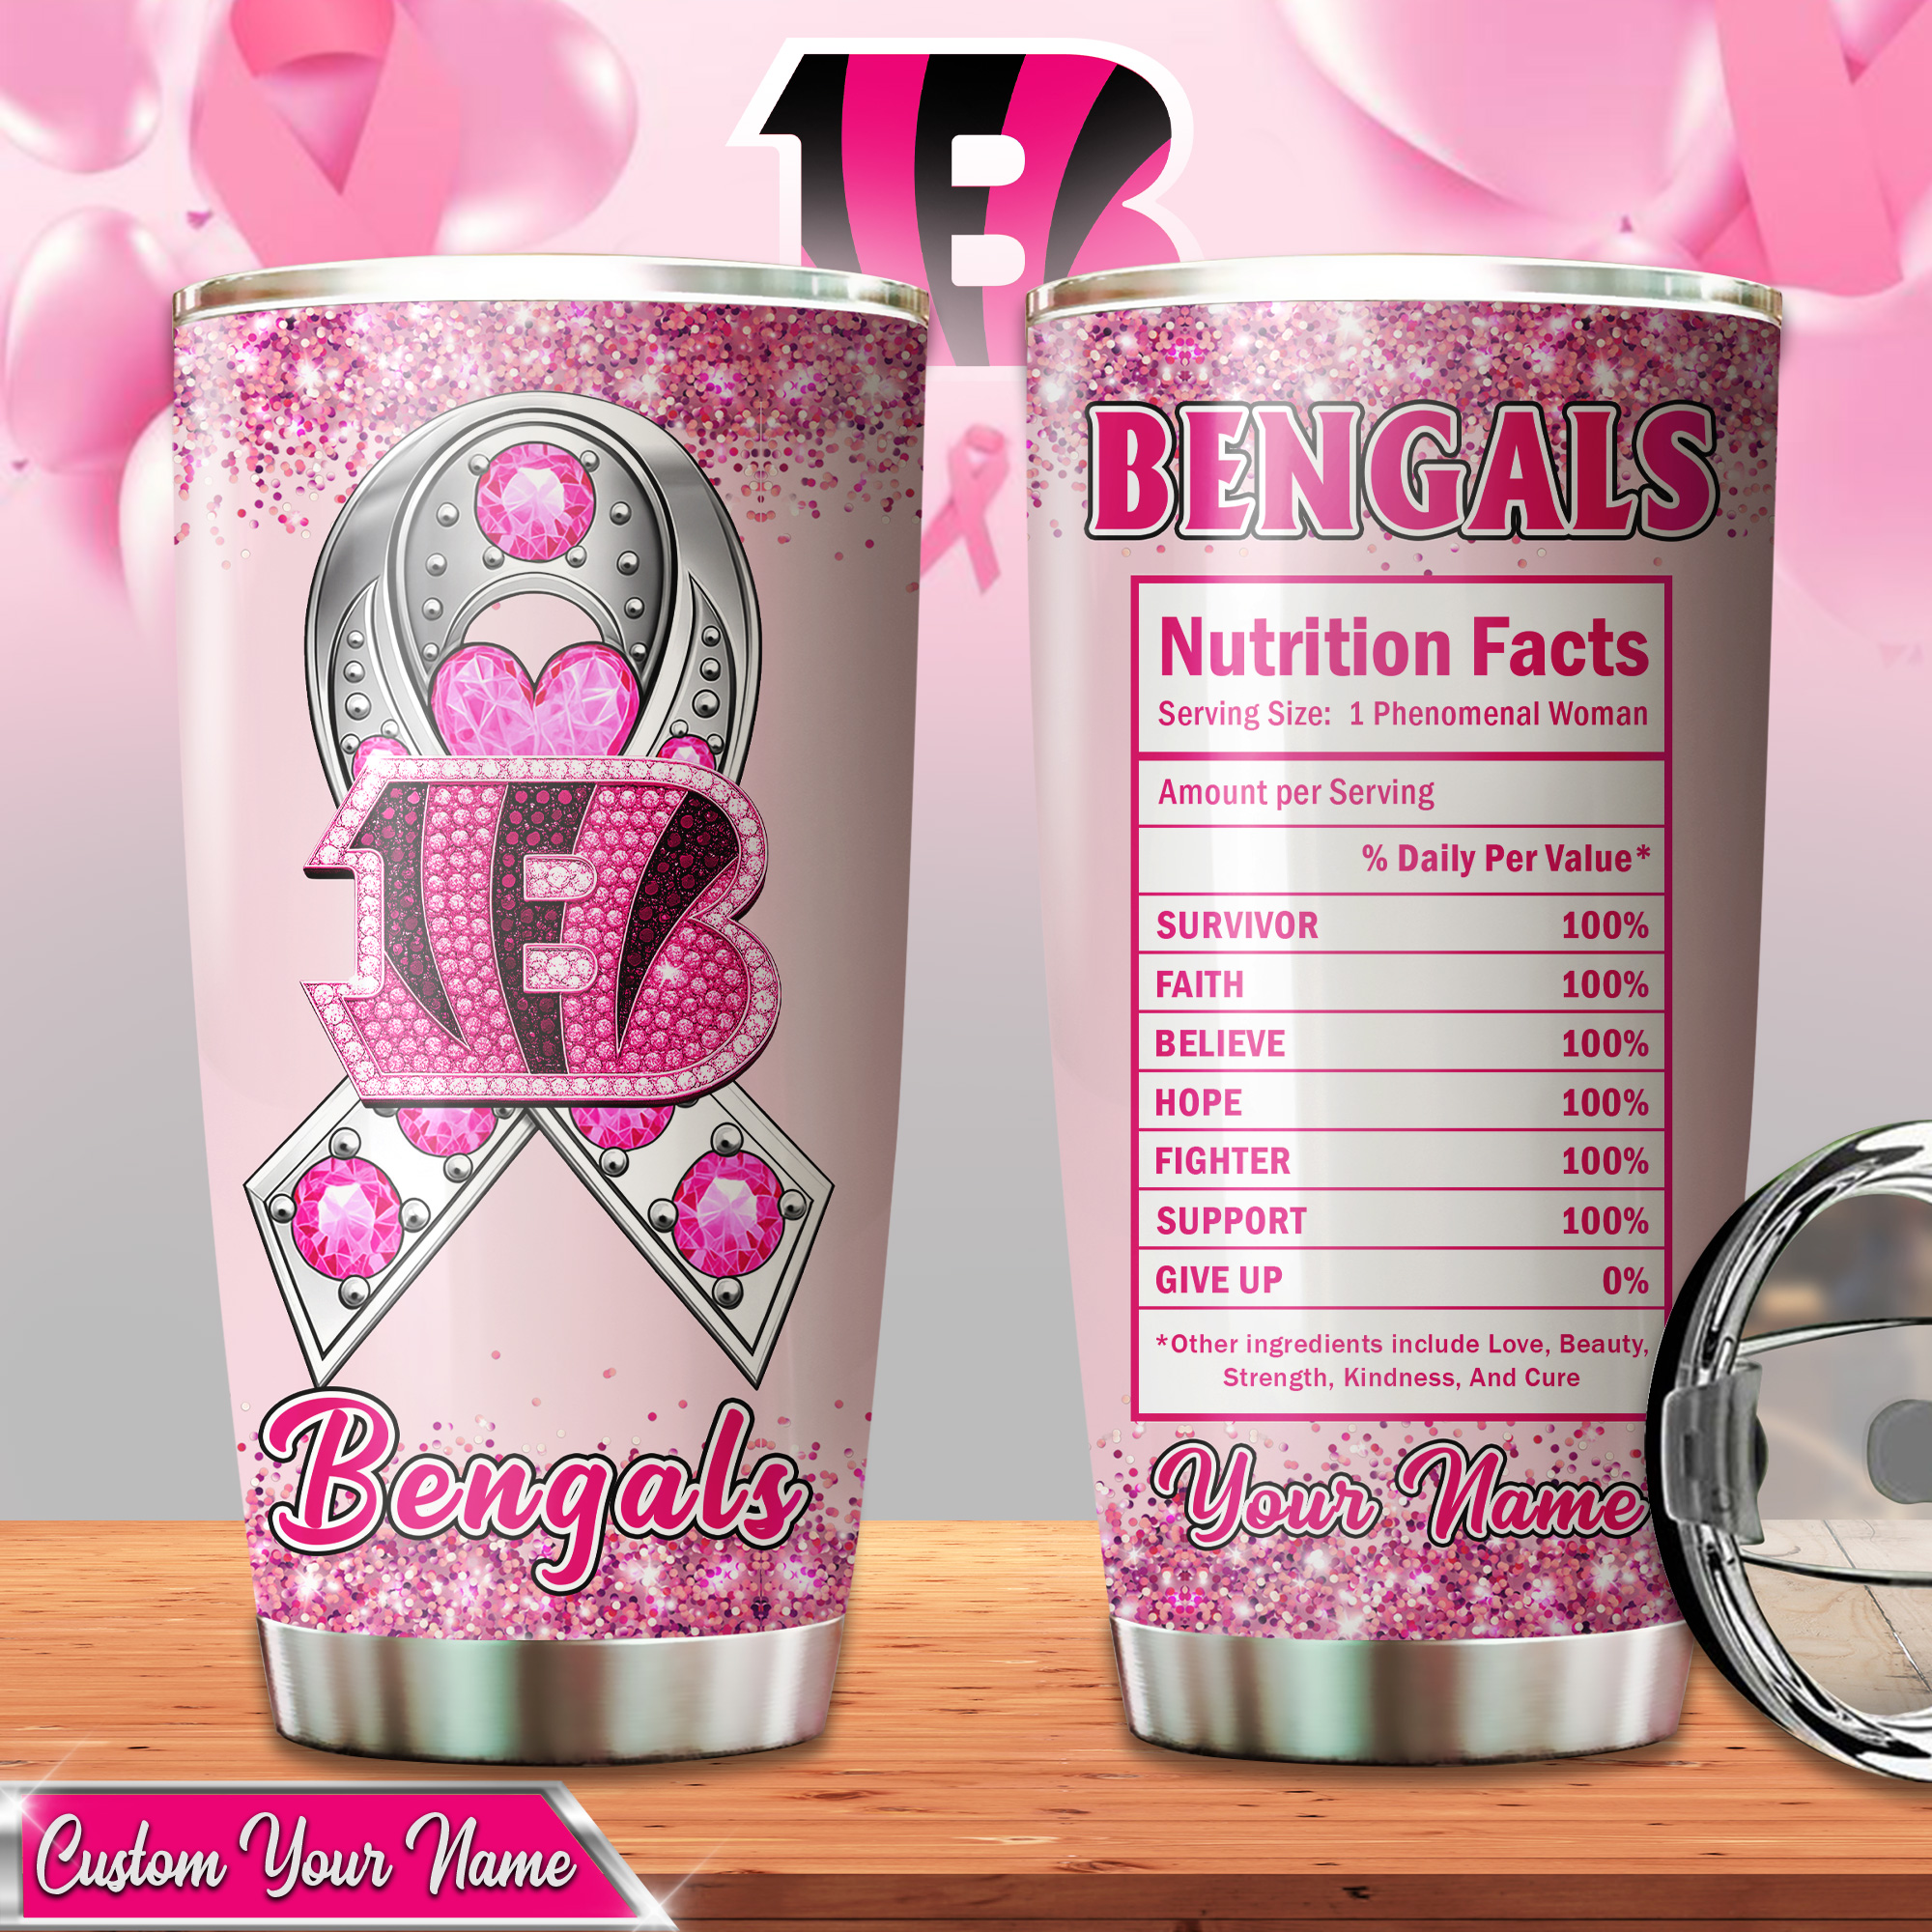 B
B
Bengals
BENGALS
Nutrition Facts
Serving Size: 1 Phenomenal Woman
Amount per Serving
% Daily Per Value*
SURVIVOR 100%
FAITH 100%
BELIEVE 100%
HOPE 100%
FIGHTER 100%
SUPPORT 100%
GIVE UP 0%
*Other ingredients include Love, Beauty,
Strength, Kindness, And Cure
Your Name
Custom Your Name